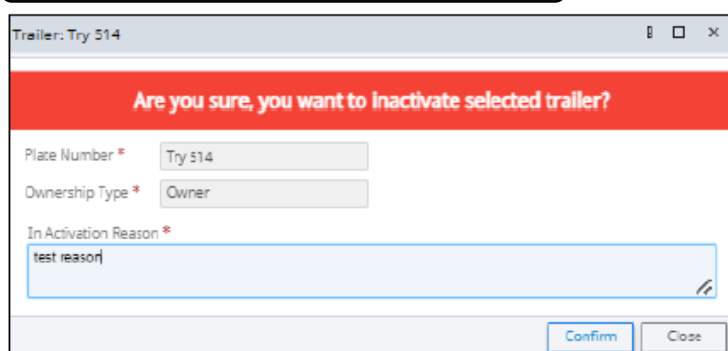 Trailer: Try 514
Are you sure, you want to inactivate selected trailer?
Plate Number * Try 514
Ownership Type * Owner
In Activation Reason *
test reason
Confirm Close